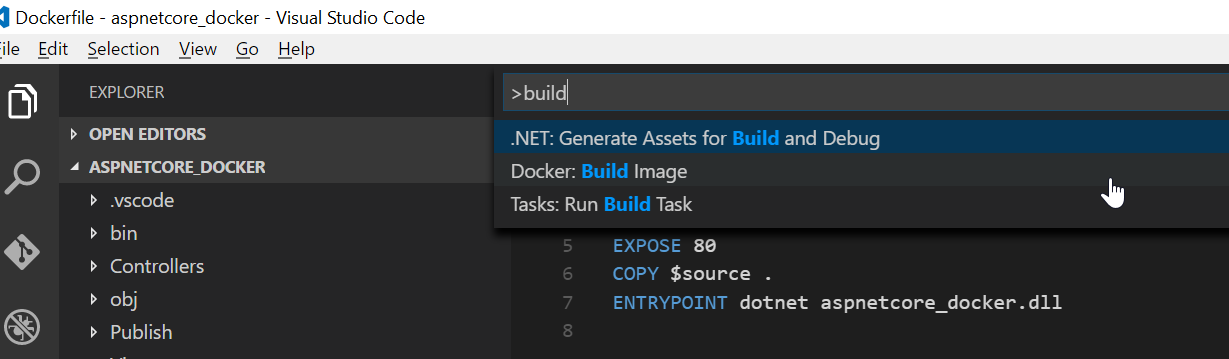 Dockerfile - aspnetcore_docker - Visual Studio Code
File Edit Selection View Go Help
EXPLORER
OPEN EDITORS
ASPNETCORE_DOCKER
.vscode
bin
Controllers
obj
Publish
>build
.NET: Generate Assets for Build and Debug
Docker: Build Image
Tasks: Run Build Task
5 EXPOSE 80
6 COPY $source .
7 ENTRYPOINT dotnet aspnetcore_docker.dll
8